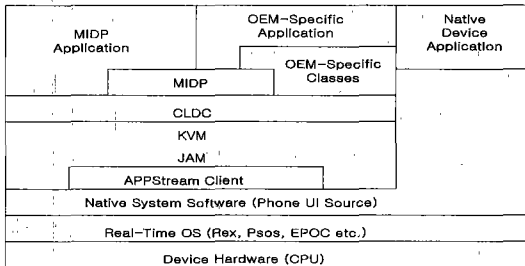 MIDP
Application
OEM-Specific
Application
Native
Device
Application
OEM-Specific
Classes
MIDP
CLDC
KVM
JAM
APPStream Client
Native System Software (Phone UI Source)
Real-Time OS (Rex, Psos, EPOC etc.)
Device Hardware (CPU)